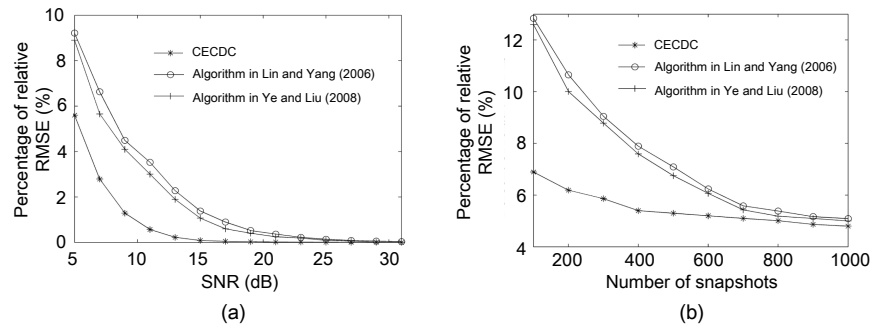 Percentage of relative
RMSE (%)
10
8
6
4
2
0
5
10
15
20
25
30
SNR (dB)
CECDC
Algorithm in Lin and Yang (2006)
Algorithm in Ye and Liu (2008)
(a)
Percentage of relative
RMSE (%)
12
10
8
6
4
200
400
600
800
1000
Number of snapshots
CECDC
Algorithm in Lin and Yang (2006)
Algorithm in Ye and Liu (2008)
(b)